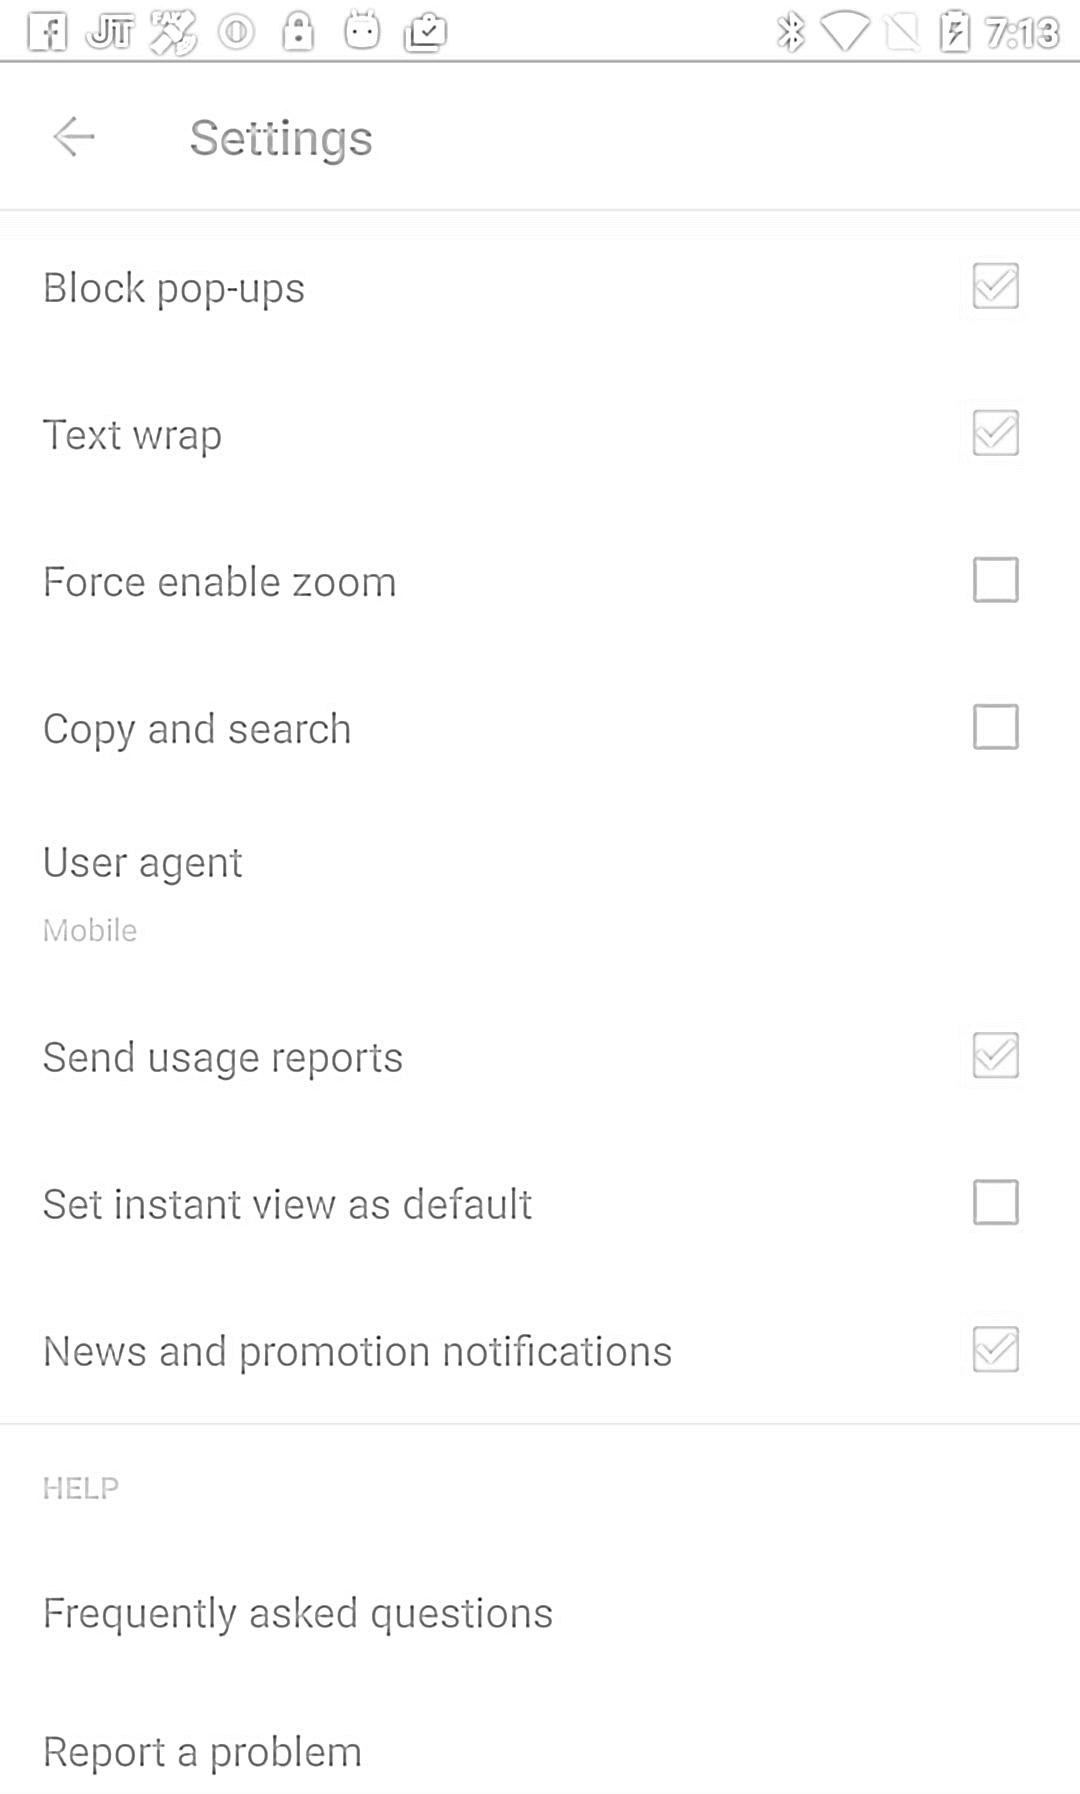 7:13
Settings
Block pop-ups
Text wrap
Force enable zoom
Copy and search
User agent
Mobile
Send usage reports
Set instant view as default
News and promotion notifications
HELP
Frequently asked questions
Report a problem